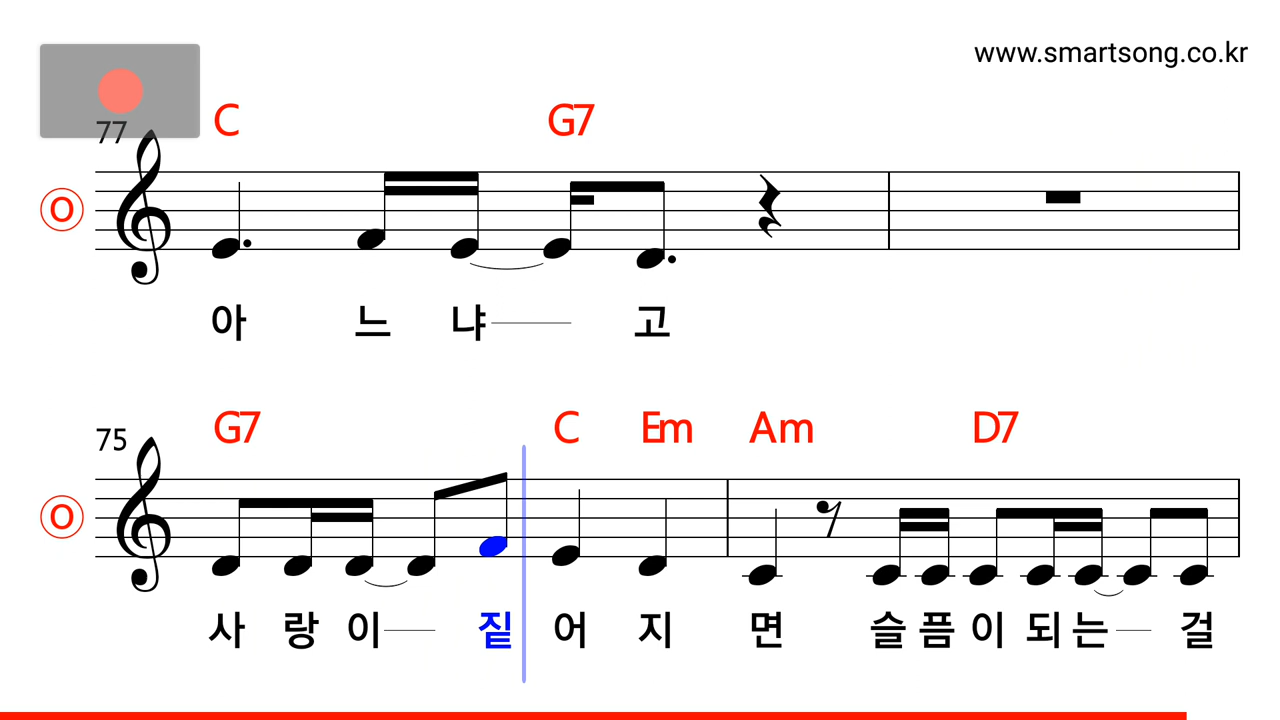 www.smartsong.co.kr
77 C G7
O
아 느 냐 고
75 G7 C Em Am D7
O
사 랑 이 짙 어 지 면 슬 픔 이 되 는 걸